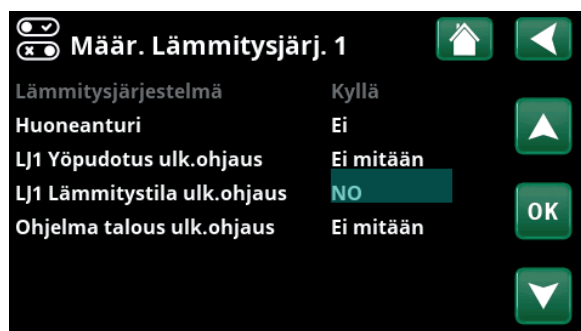 Määr. Lämmitysjärj. 1
Lämmitysjärjestelmä Kyllä
Huoneanturi Ei
LJ1 Yöpudotus ulk.ohjaus Ei mitään
LJ1 Lämmitystila ulk.ohjaus NO
Ohjelma talous ulk.ohjaus Ei mitään
OK